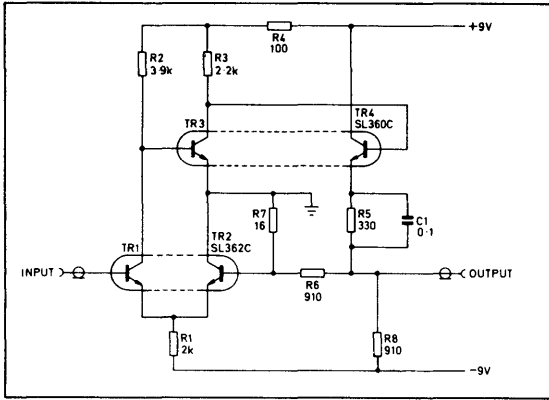 R4
100
+9V
R2
3·9k
R3
2·2k
TR3
TR4
SL360C
TR1
TR2
SL362C
R7
16
R5
330
C1
0·1
INPUT
R6
910
OUTPUT
R1
2k
R8
910
-9V